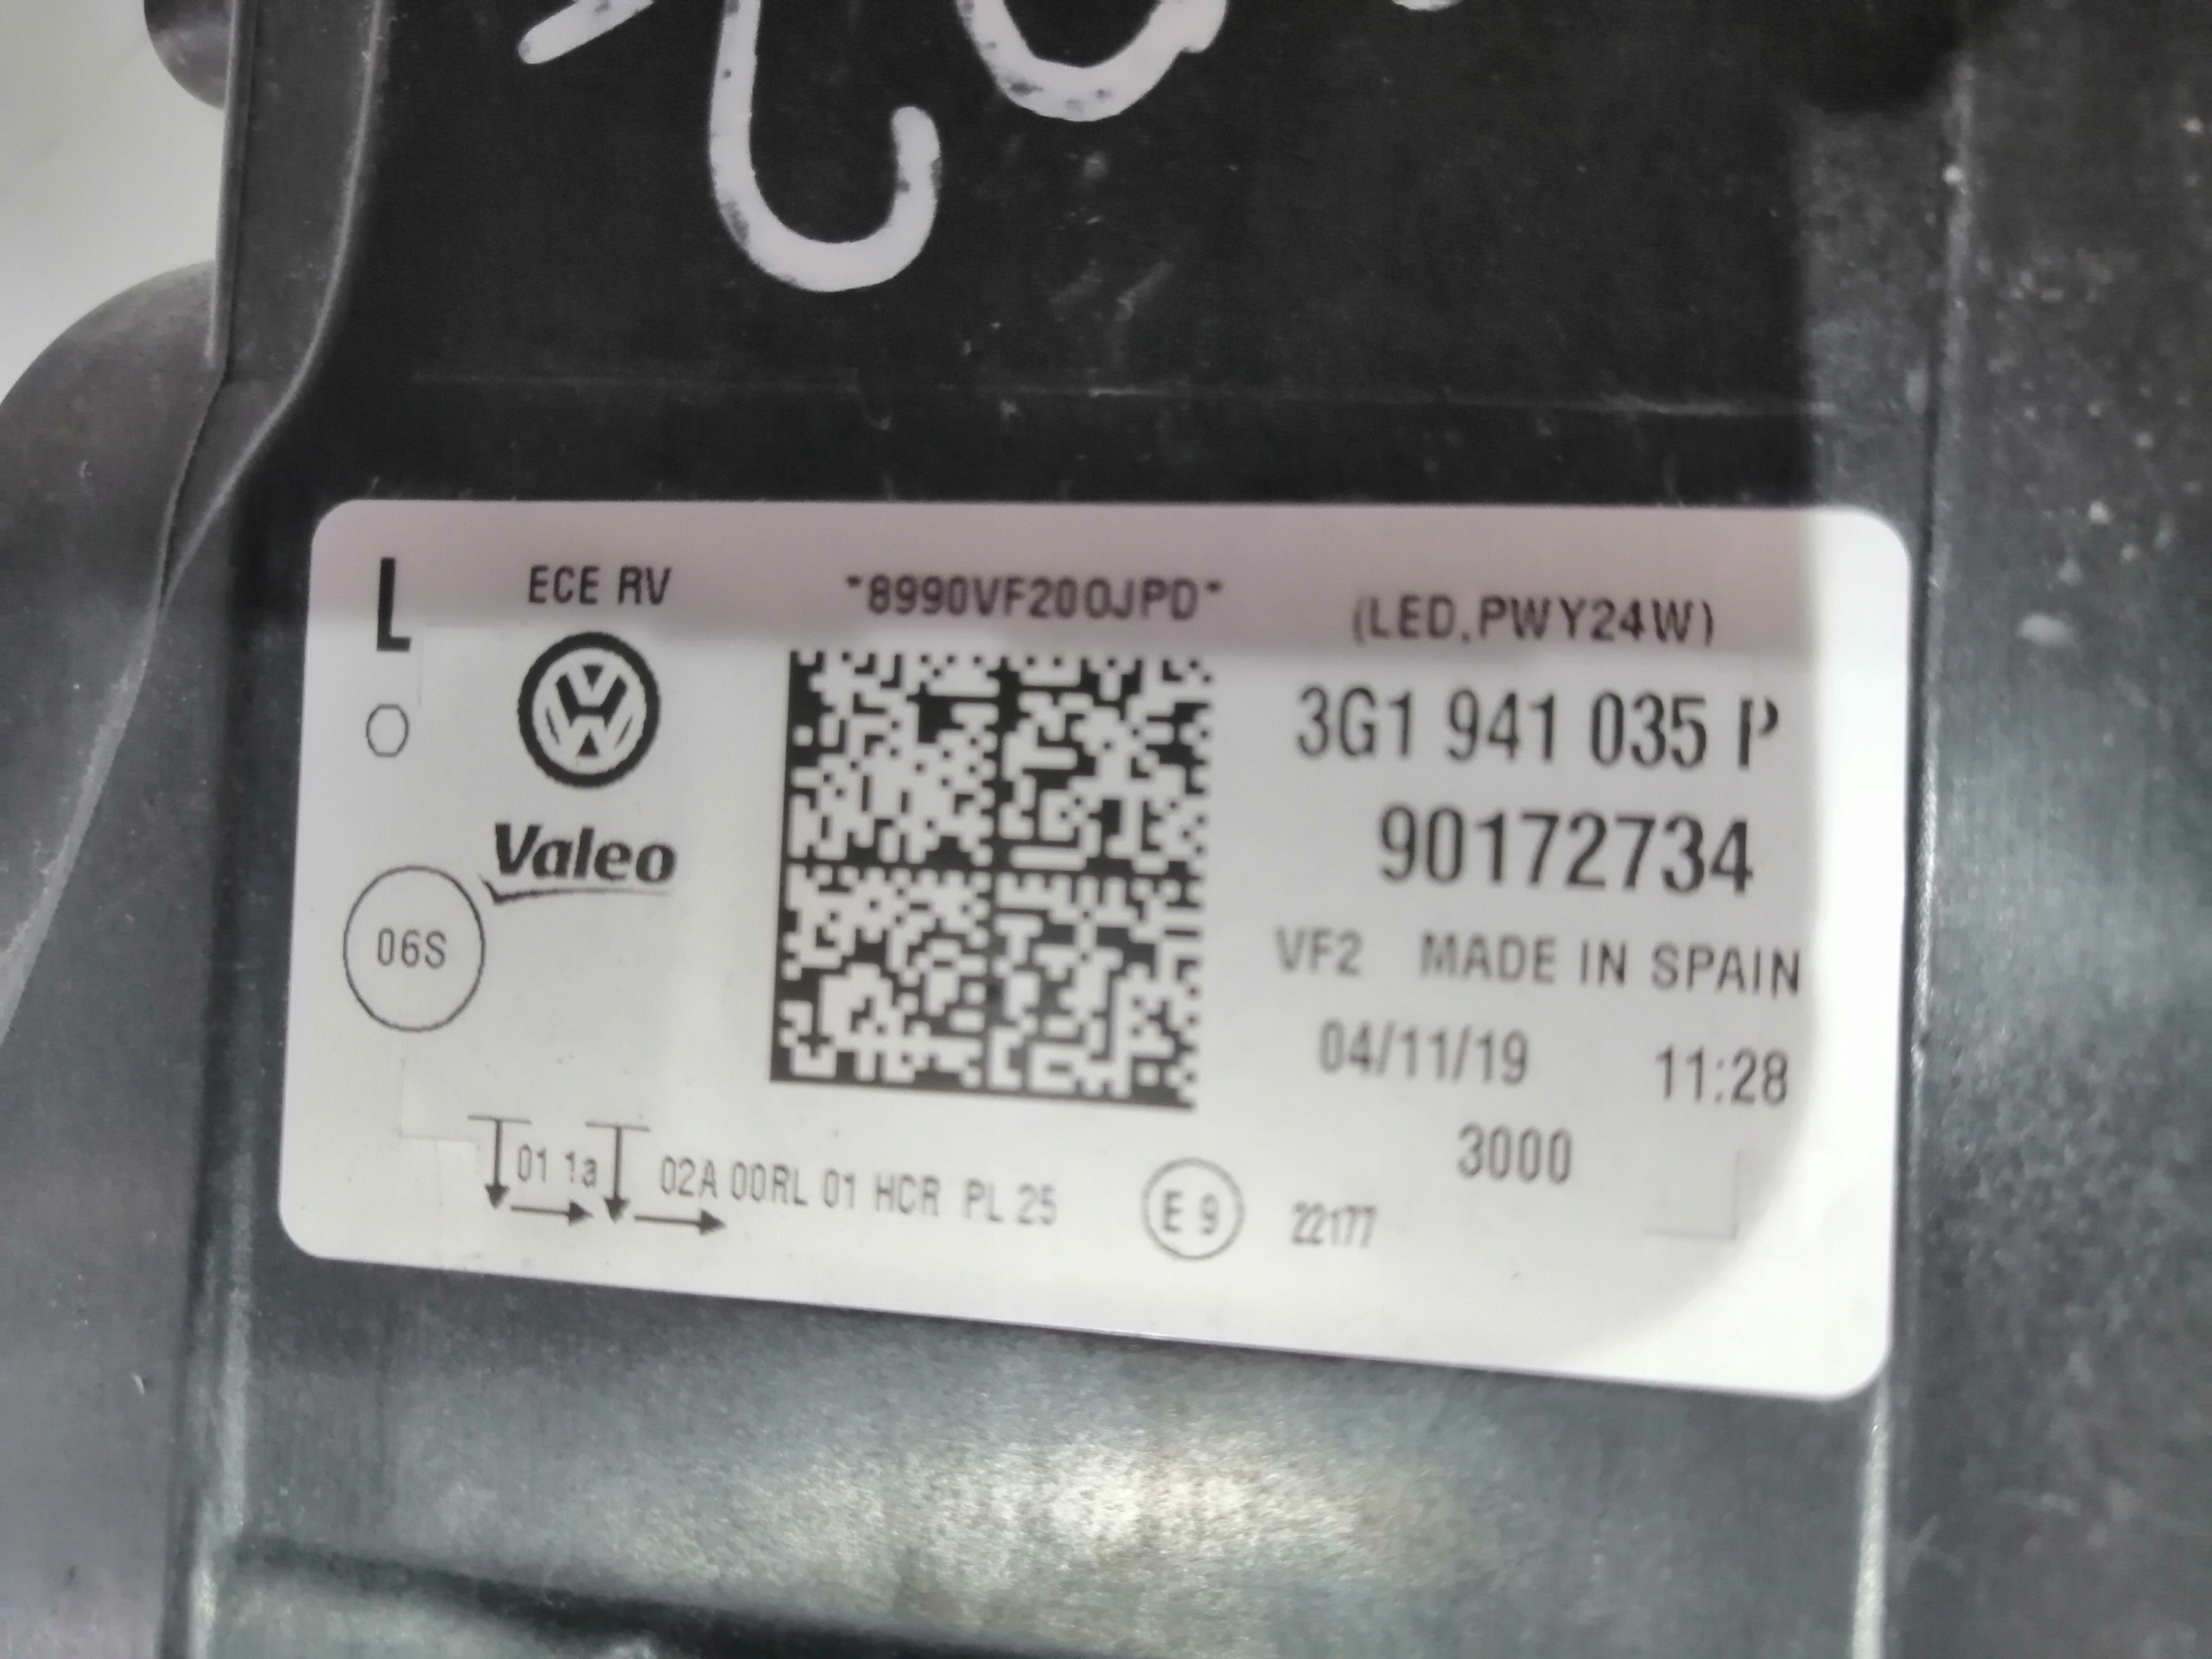 L
ECE RV
*8990VF200JPD*
(LED,PWY24W)
3G1 941 035 P
Valeo
90172734
06S
VF2 MADE IN SPAIN
04/11/19 11:28
3000
01 1a 02A 00RL 01 HCR PL 25
E 9
22177